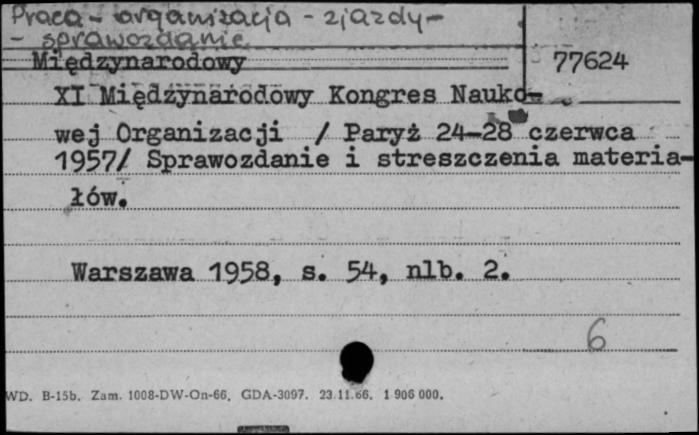 Praca - organizacja - zjazdy -
- sprawozdanie
Międzynarodowy
77624
XI Międzynarodowy Kongres Nauko-
wej Organizacji / Paryż 24-28 czerwca
1957/ Sprawozdanie i streszczenia materia-
łów.
Warszawa 1958, s. 54, nlb. 2.
6
WD. B-15b. Zam. 1008-DW-On-66. GDA-3097. 23.11.66. 1 906 000.